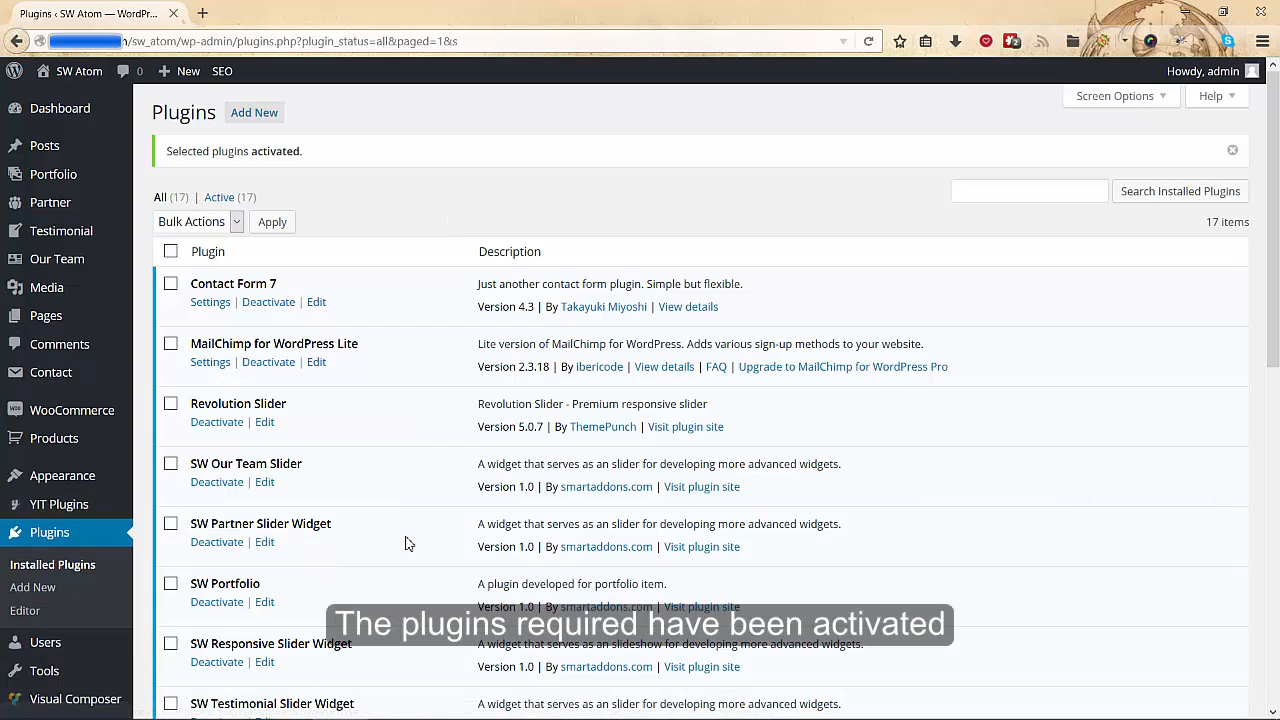 Plugins ‹ SW Atom — WordPr...
/sw_atom/wp-admin/plugins.php?plugin_status=all&paged=1&s
2
SW Atom
0
New
SEO
Howdy, admin
Dashboard
Posts
Portfolio
Partner
Testimonial
Our Team
Media
Pages
Comments
Contact
WooCommerce
Products
Appearance
YIT Plugins
Plugins
Installed Plugins
Add New
Editor
Users
Tools
Visual Composer
Screen Options
Help
Plugins
Add New
Selected plugins activated.
All (17) | Active (17)
Search Installed Plugins
Bulk Actions
Apply
17 items
Plugin
Description
Contact Form 7
Settings | Deactivate | Edit
Just another contact form plugin. Simple but flexible.
Version 4.3 | By Takayuki Miyoshi | View details
MailChimp for WordPress Lite
Settings | Deactivate | Edit
Lite version of MailChimp for WordPress. Adds various sign-up methods to your website.
Version 2.3.18 | By ibericode | View details | FAQ | Upgrade to MailChimp for WordPress Pro
Revolution Slider
Deactivate | Edit
Revolution Slider - Premium responsive slider
Version 5.0.7 | By ThemePunch | Visit plugin site
SW Our Team Slider
Deactivate | Edit
A widget that serves as an slider for developing more advanced widgets.
Version 1.0 | By smartaddons.com | Visit plugin site
SW Partner Slider Widget
Deactivate | Edit
A widget that serves as an slider for developing more advanced widgets.
Version 1.0 | By smartaddons.com | Visit plugin site
SW Portfolio
Deactivate | Edit
A plugin developed for portfolio item.
Version 1.0 | By smartaddons.com | Visit plugin site
The plugins required have been activated
SW Responsive Slider Widget
Deactivate | Edit
A widget that serves as an slideshow for developing more advanced widgets.
Version 1.0 | By smartaddons.com | Visit plugin site
SW Testimonial Slider Widget
A widget that serves as an slider for developing more advanced widgets.